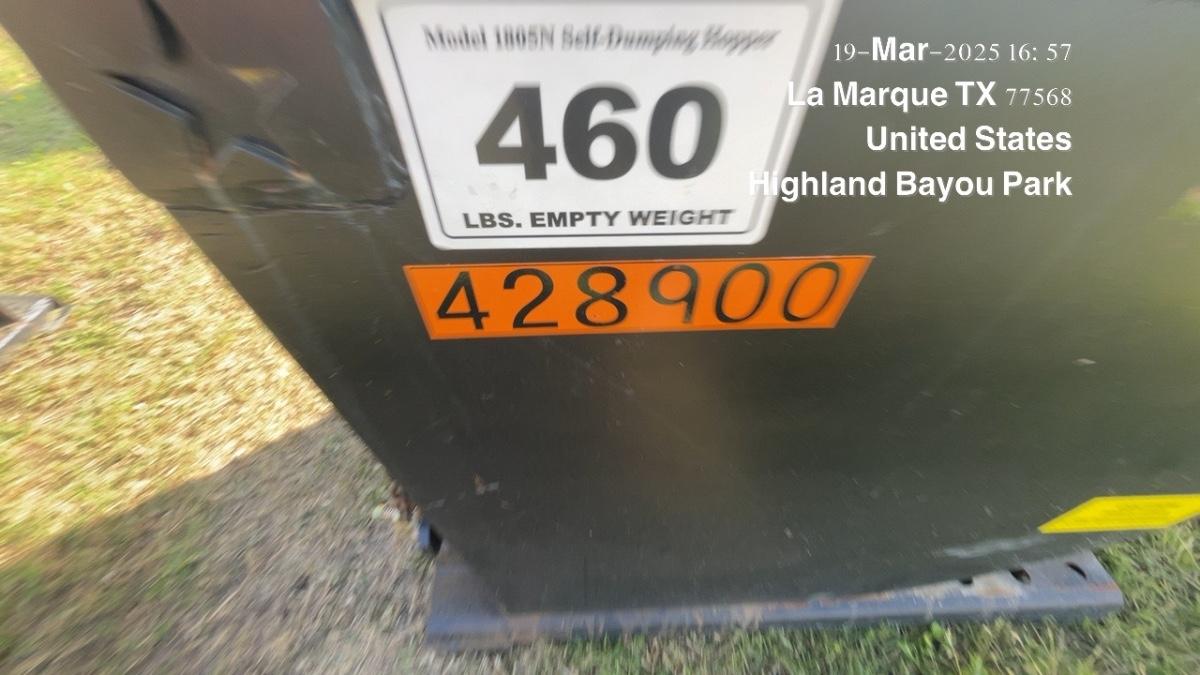 Model 1805N Self-Dumping Hopper
460
LBS. EMPTY WEIGHT
428900
19-Mar-2025 16: 57
La Marque TX 77568
United States
Highland Bayou Park